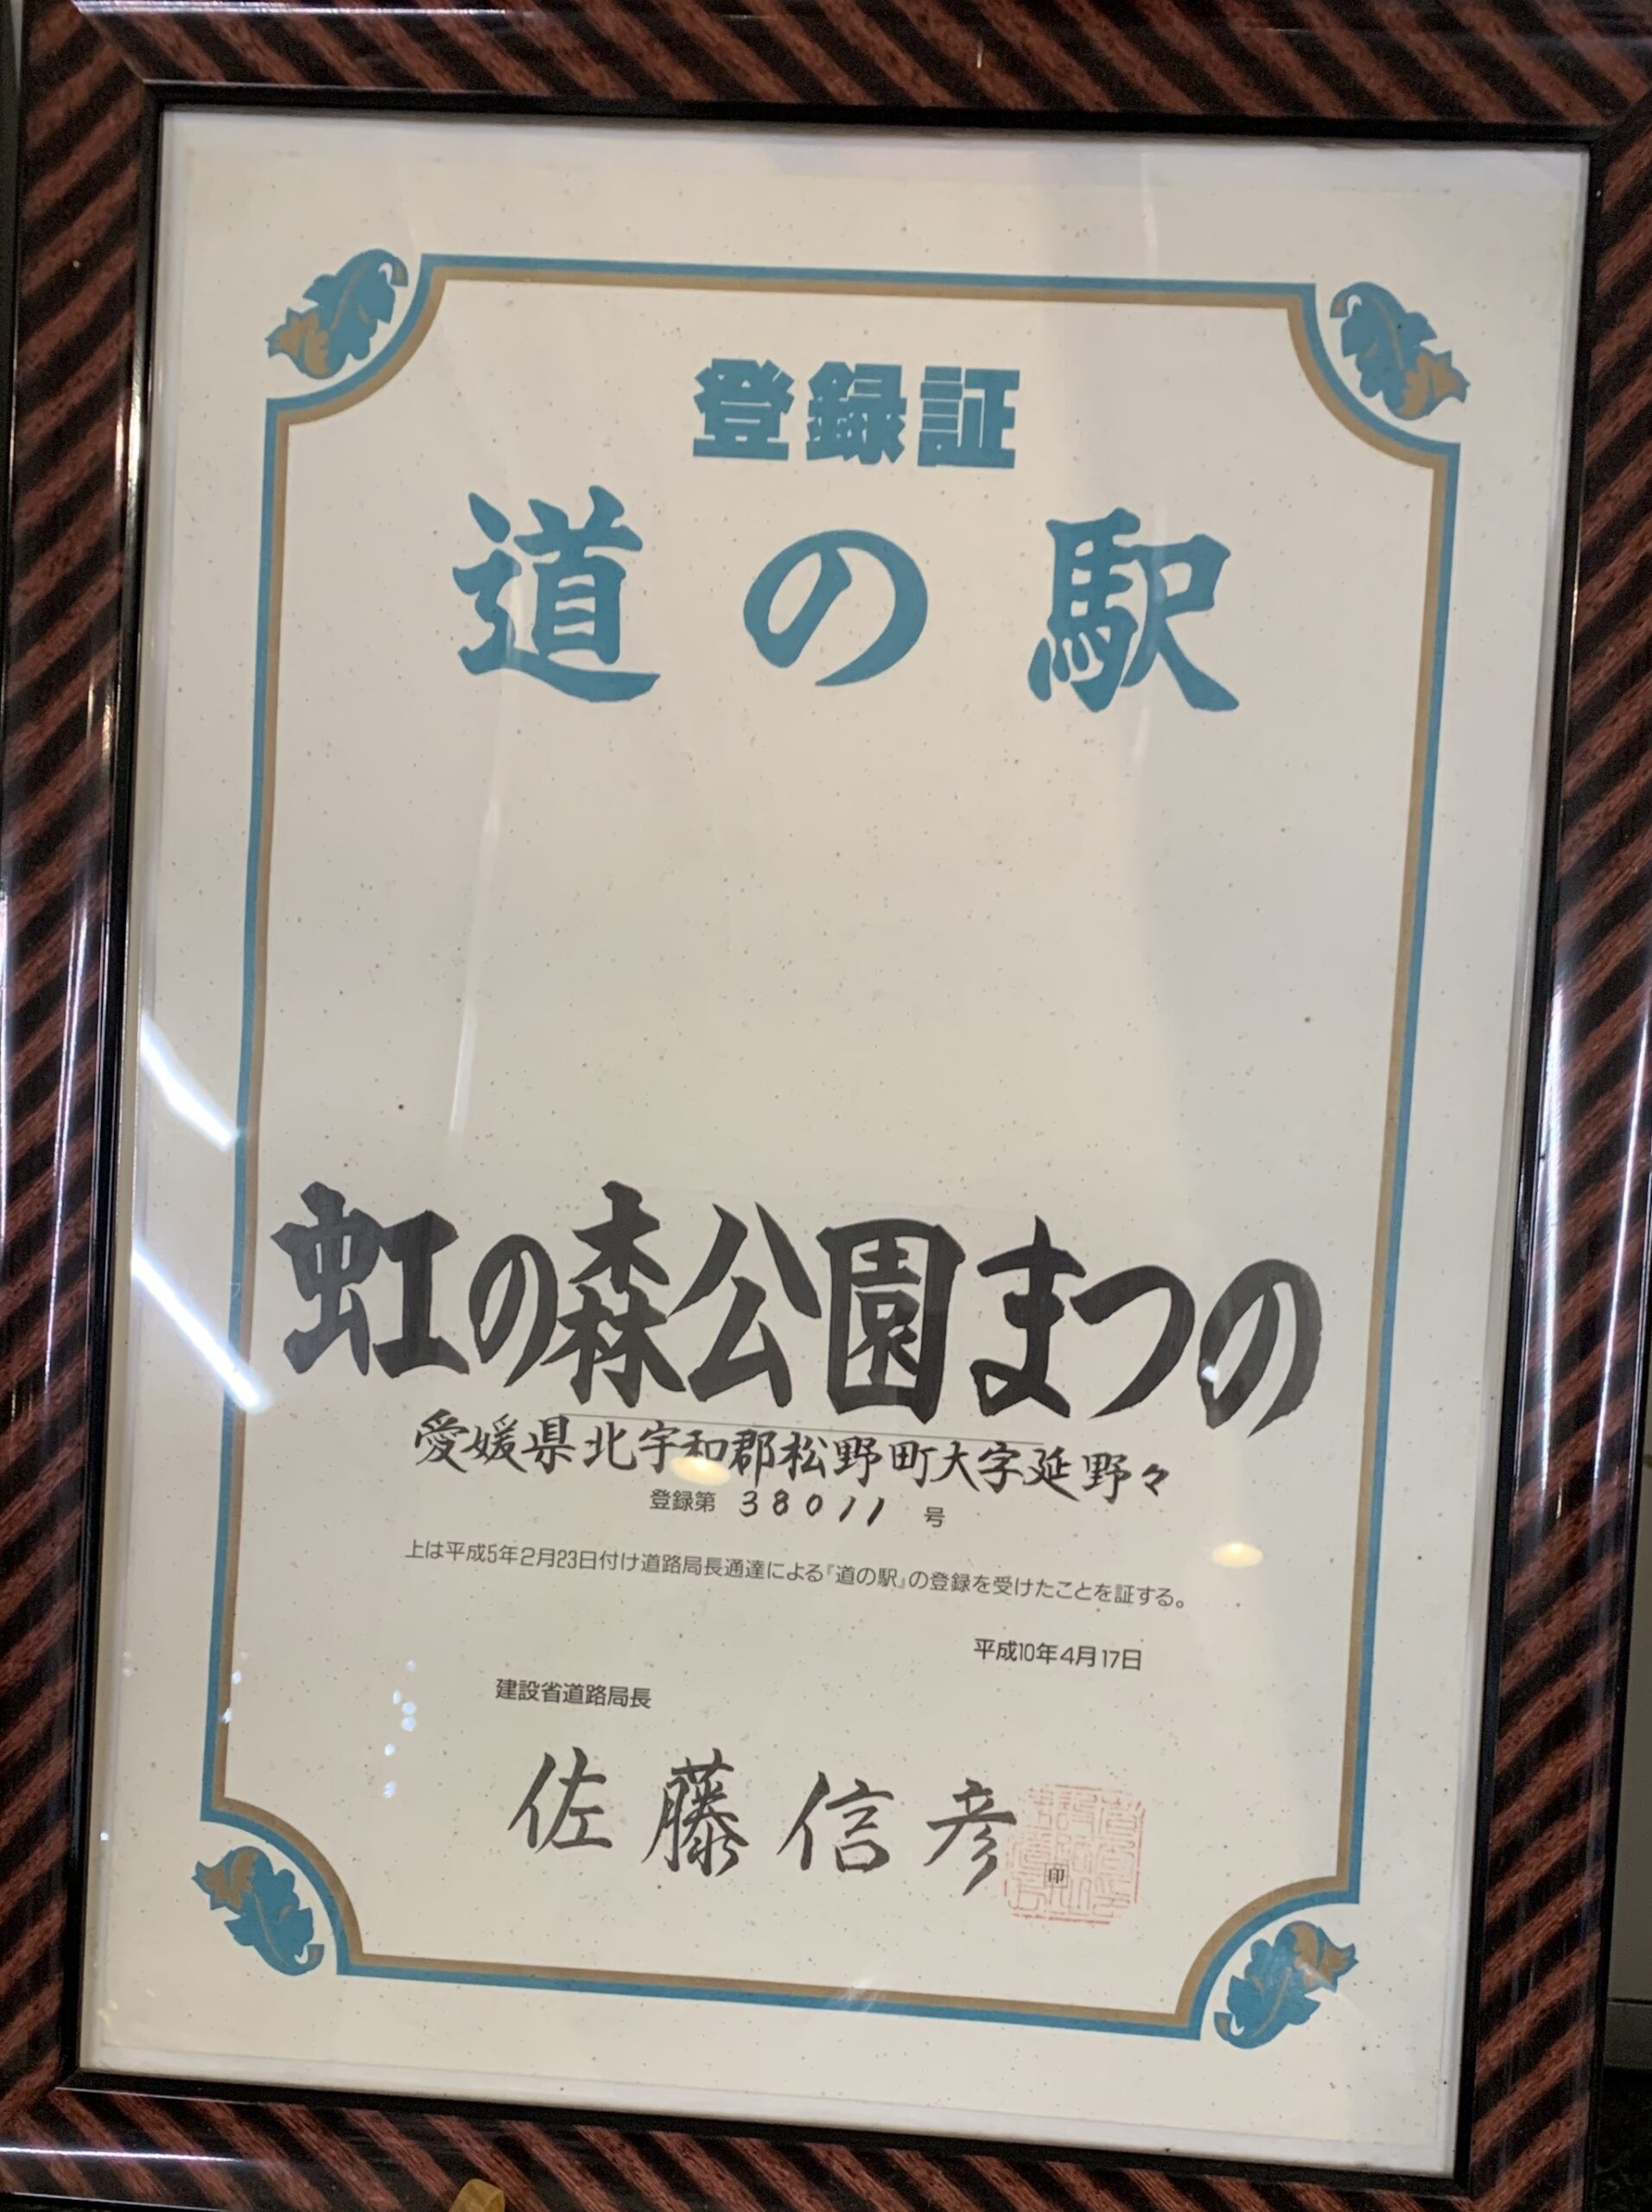 登録証
道の駅
虹の森公園まつの
愛媛県北宇和郡松野町大字延野々
登録第 38011 号
上は平成5年2月23日付け道路局長通達による『道の駅』の登録を受けたことを証する。
平成10年4月17日
建設省道路局長
佐藤信彦
印